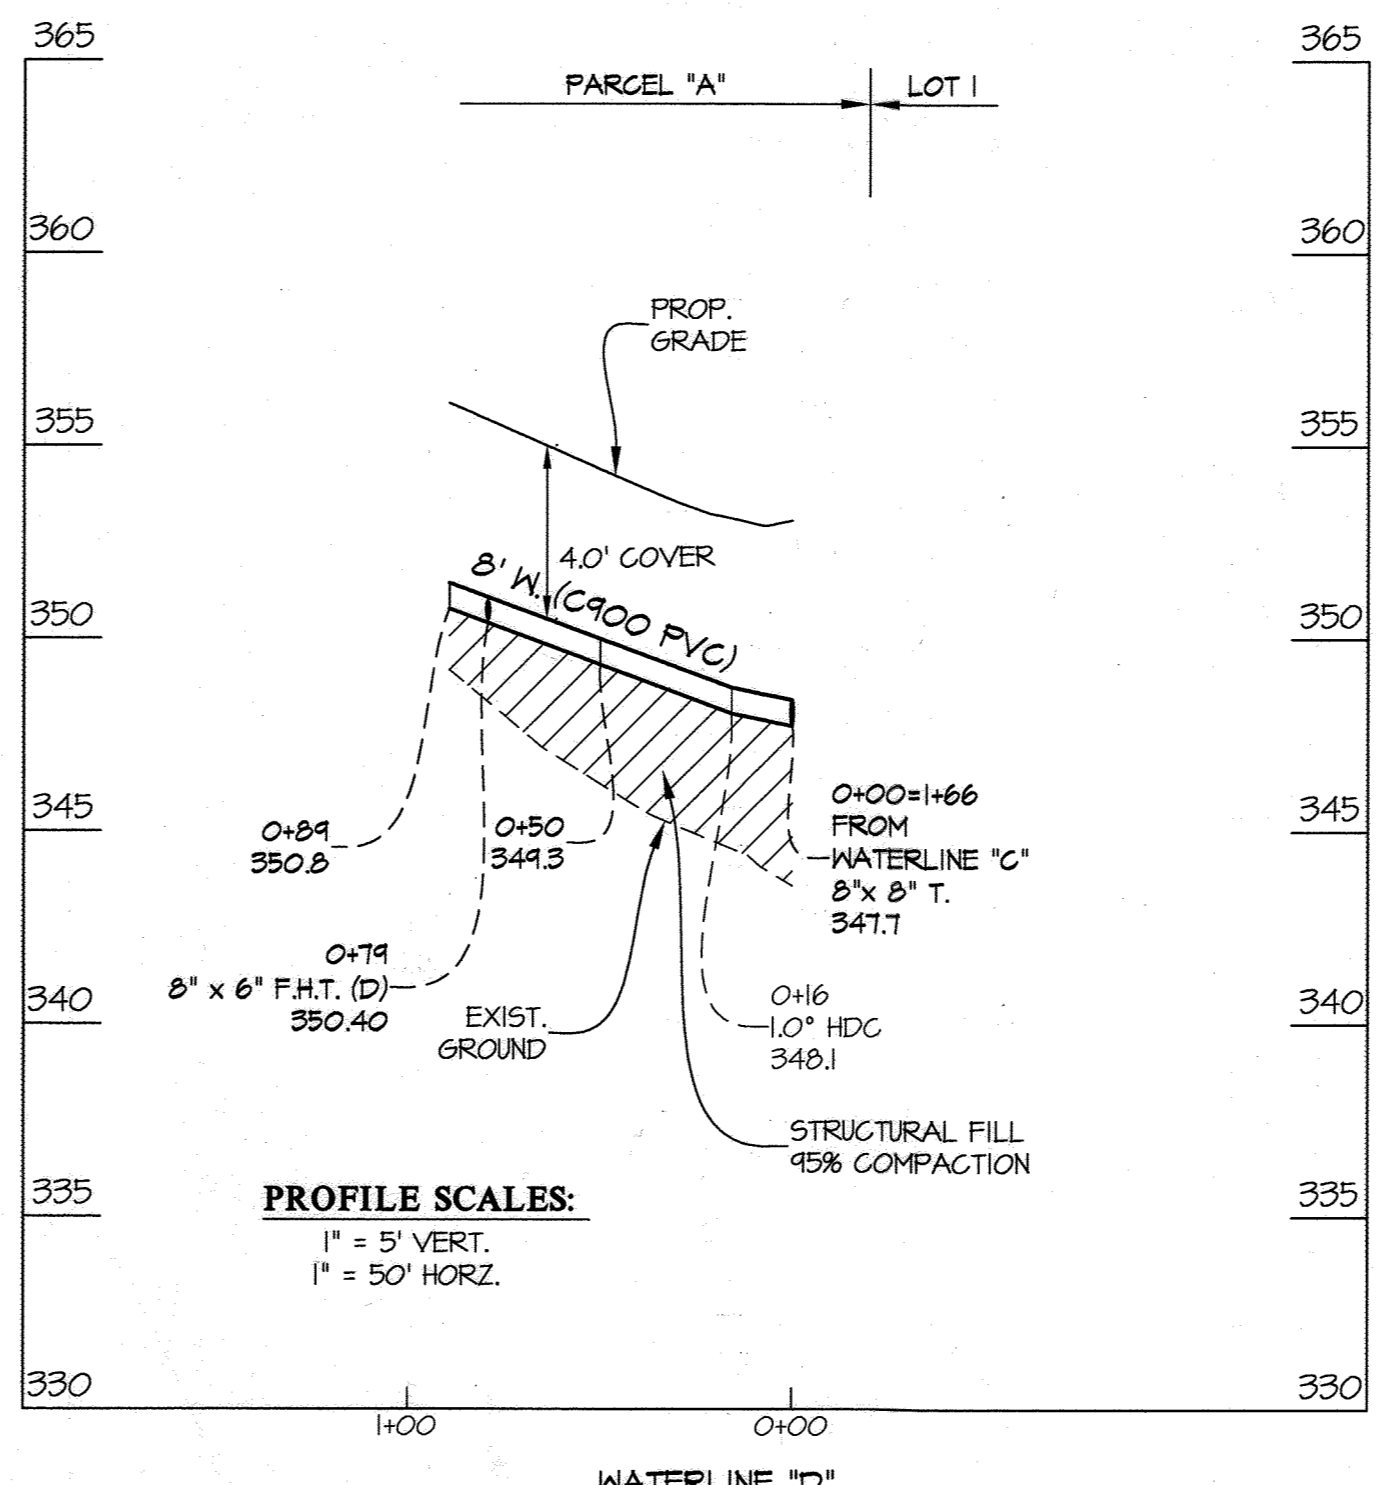 365
365
PARCEL "A"
LOT 1
360
360
PROP.
GRADE
355
355
4.0' COVER
8' W. (C900 PVC)
350
350
0+00=1+66
FROM
WATERLINE "C"
8"x 8" T.
347.7
345
345
0+89
350.8
0+50
349.3
0+79
8" x 6" F.H.T. (D)
350.40
EXIST.
GROUND
0+16
1.0° HDC
348.1
340
340
STRUCTURAL FILL
95% COMPACTION
335
335
PROFILE SCALES:
1" = 5' VERT.
1" = 50' HORZ.
330
330
1+00
0+00
WATERLINE "D"